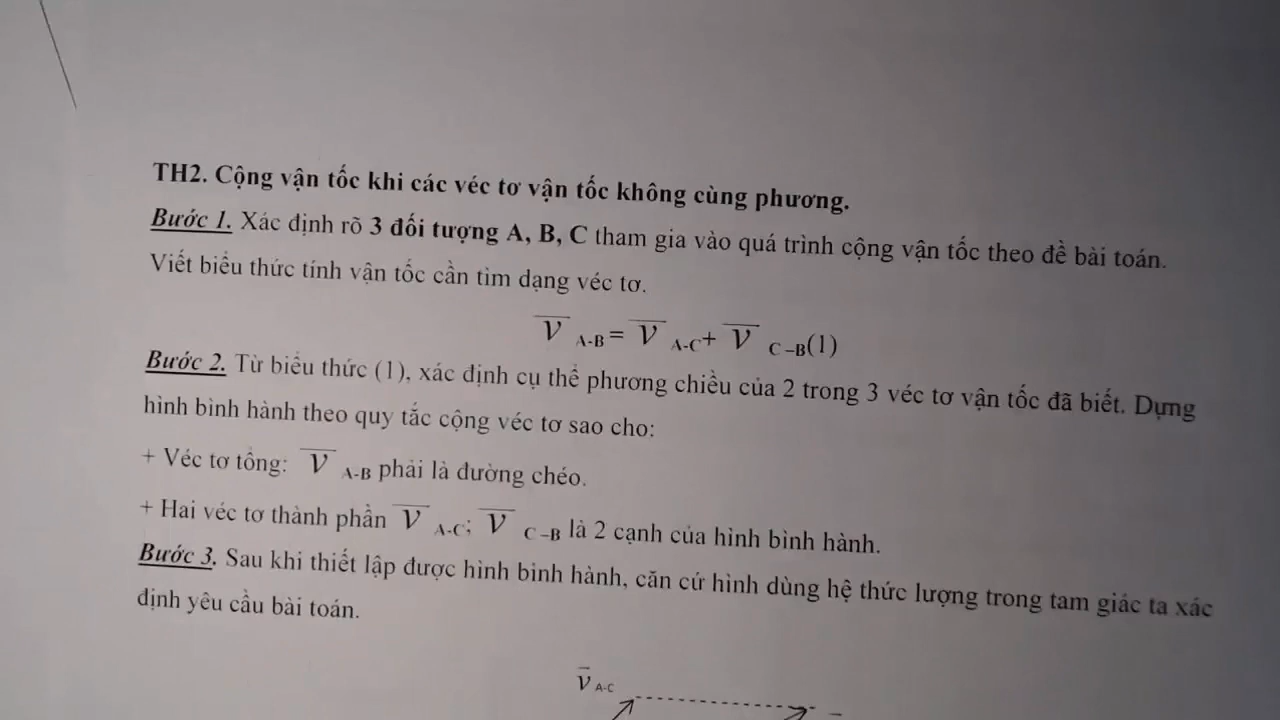 TH2. Cộng vận tốc khi các véc tơ vận tốc không cùng phương.
Bước 1. Xác định rõ 3 đối tượng A, B, C tham gia vào quá trình cộng vận tốc theo đề bài toán.
Viết biểu thức tính vận tốc cần tìm dạng véc tơ.
V̅ A-B = V̅ A-C + V̅ C –B (1)
Bước 2. Từ biểu thức (1), xác định cụ thể phương chiều của 2 trong 3 véc tơ vận tốc đã biết. Dựng
hình bình hành theo quy tắc cộng véc tơ sao cho:
+ Véc tơ tổng: V̅ A-B phải là đường chéo.
+ Hai véc tơ thành phần V̅ A-C; V̅ C –B là 2 cạnh của hình bình hành.
Bước 3. Sau khi thiết lập được hình bình hành, căn cứ hình dùng hệ thức lượng trong tam giác ta xác
định yêu cầu bài toán.
v̅ A-C